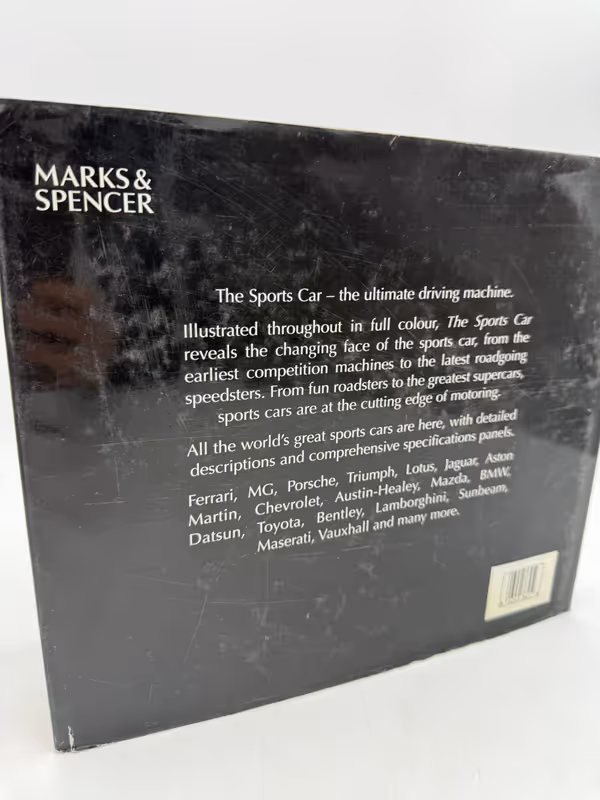 MARKS &
SPENCER
The Sports Car – the ultimate driving machine.
Illustrated throughout in full colour, The Sports Car
reveals the changing face of the sports car, from the
earliest competition machines to the latest roadgoing
speedsters. From fun roadsters to the greatest supercars,
sports cars are at the cutting edge of motoring.
All the world's great sports cars are here, with detailed
descriptions and comprehensive specifications panels.
Ferrari, MG, Porsche, Triumph, Lotus, Jaguar, Aston
Martin, Chevrolet, Austin-Healey, Mazda, BMW,
Datsun, Toyota, Bentley, Lamborghini, Sunbeam,
Maserati, Vauxhall and many more.